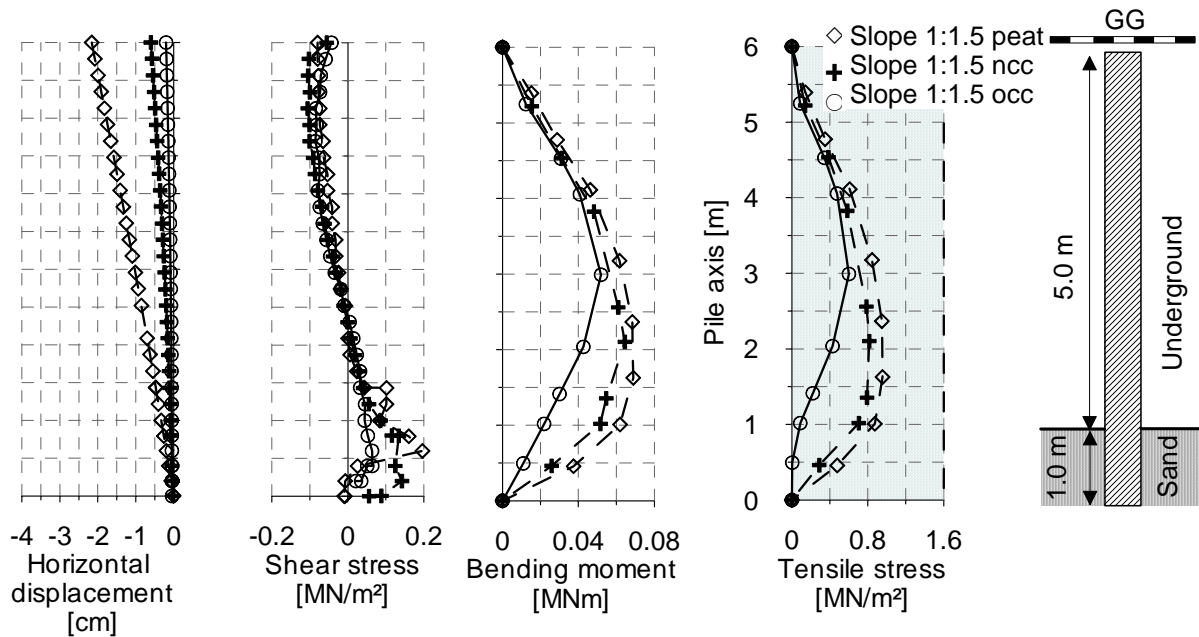 GG
Slope 1:1.5 peat
Slope 1:1.5 ncc
Slope 1:1.5 occ
6
5
4
3
2
1
0
Pile axis [m]
5.0 m
1.0 m
Underground
Sand
-4 -2 -1 0
Horizontal
displacement
[cm]
-0.2 0 0.2
Shear stress
[MN/m²]
0 0.04 0.08
Bending moment
[MNm]
0 0.8 1.6
Tensile stress
[MN/m²]